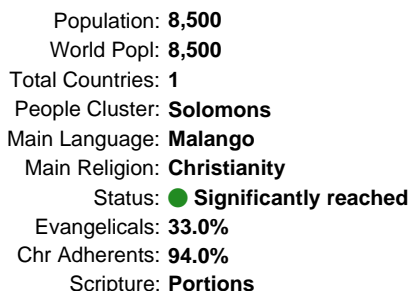 Population: 8,500
World Popl: 8,500
Total Countries: 1
People Cluster: Solomons
Main Language: Malango
Main Religion: Christianity
Status: Significantly reached
Evangelicals: 33.0%
Chr Adherents: 94.0%
Scripture: Portions